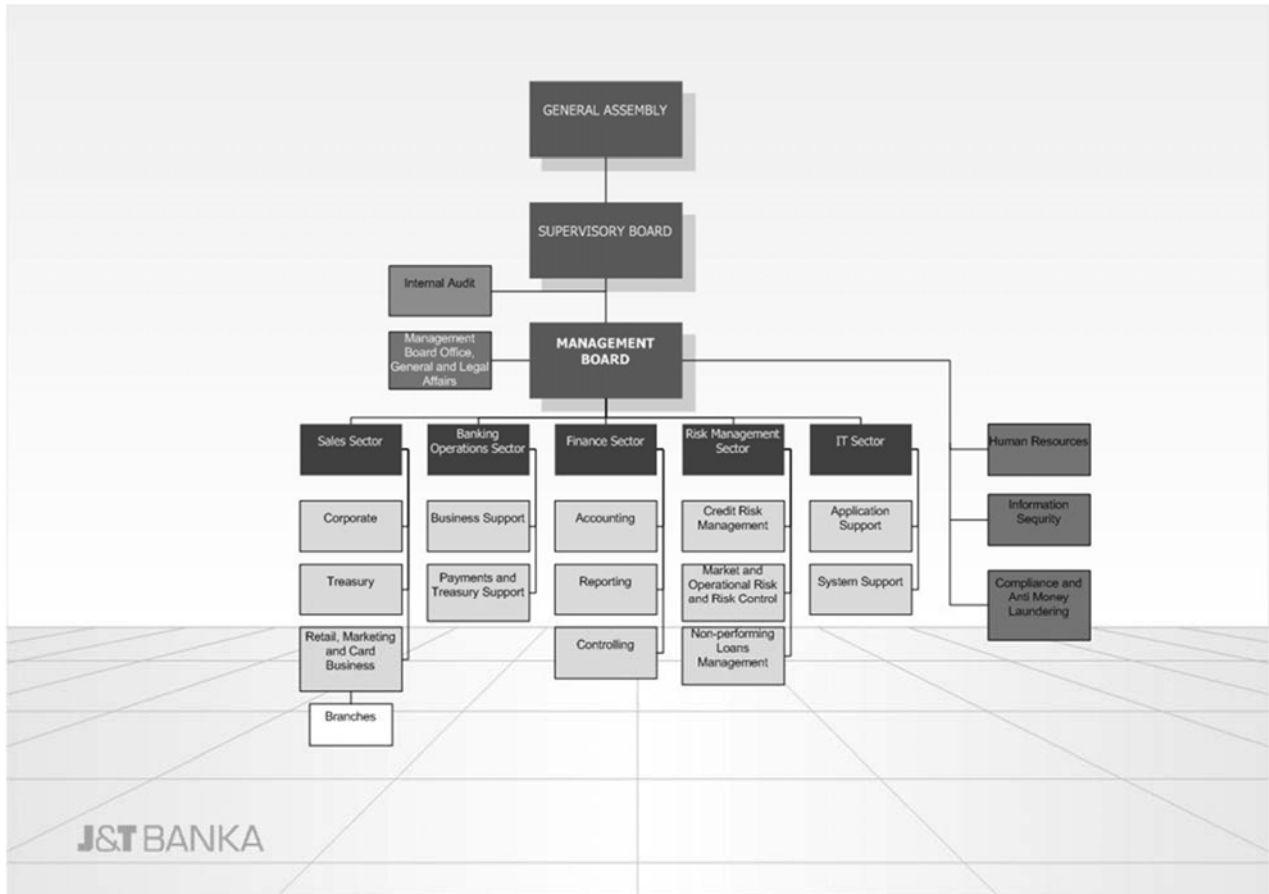 GENERAL ASSEMBLY
SUPERVISORY BOARD
Internal Audit
Management
Board Office,
General and Legal
Affairs
MANAGEMENT
BOARD
Sales Sector
Banking
Operations Sector
Finance Sector
Risk Management
Sector
IT Sector
Human Resources
Corporate
Business Support
Accounting
Credit Risk
Management
Application
Support
Information
Sequrity
Treasury
Payments and
Treasury Support
Reporting
Market and
Operational Risk
and Risk Control
System Support
Compliance and
Anti Money
Laundering
Retail, Marketing
and Card
Business
Controlling
Non-performing
Loans
Management
Branches
J&T BANKA